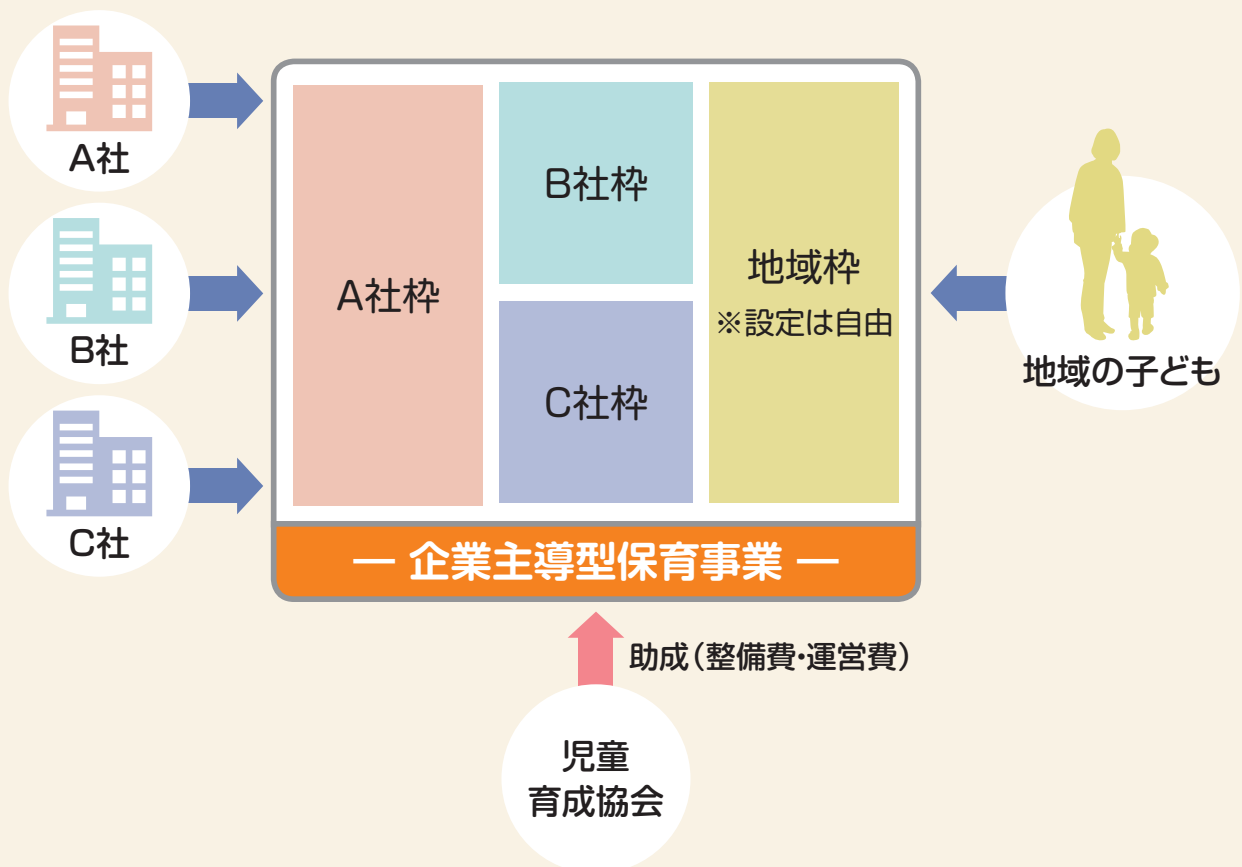 A社
B社
C社
A社枠
B社枠
C社枠
地域枠
※設定は自由
地域の子ども
― 企業主導型保育事業 ―
助成（整備費・運営費）
児童
育成協会